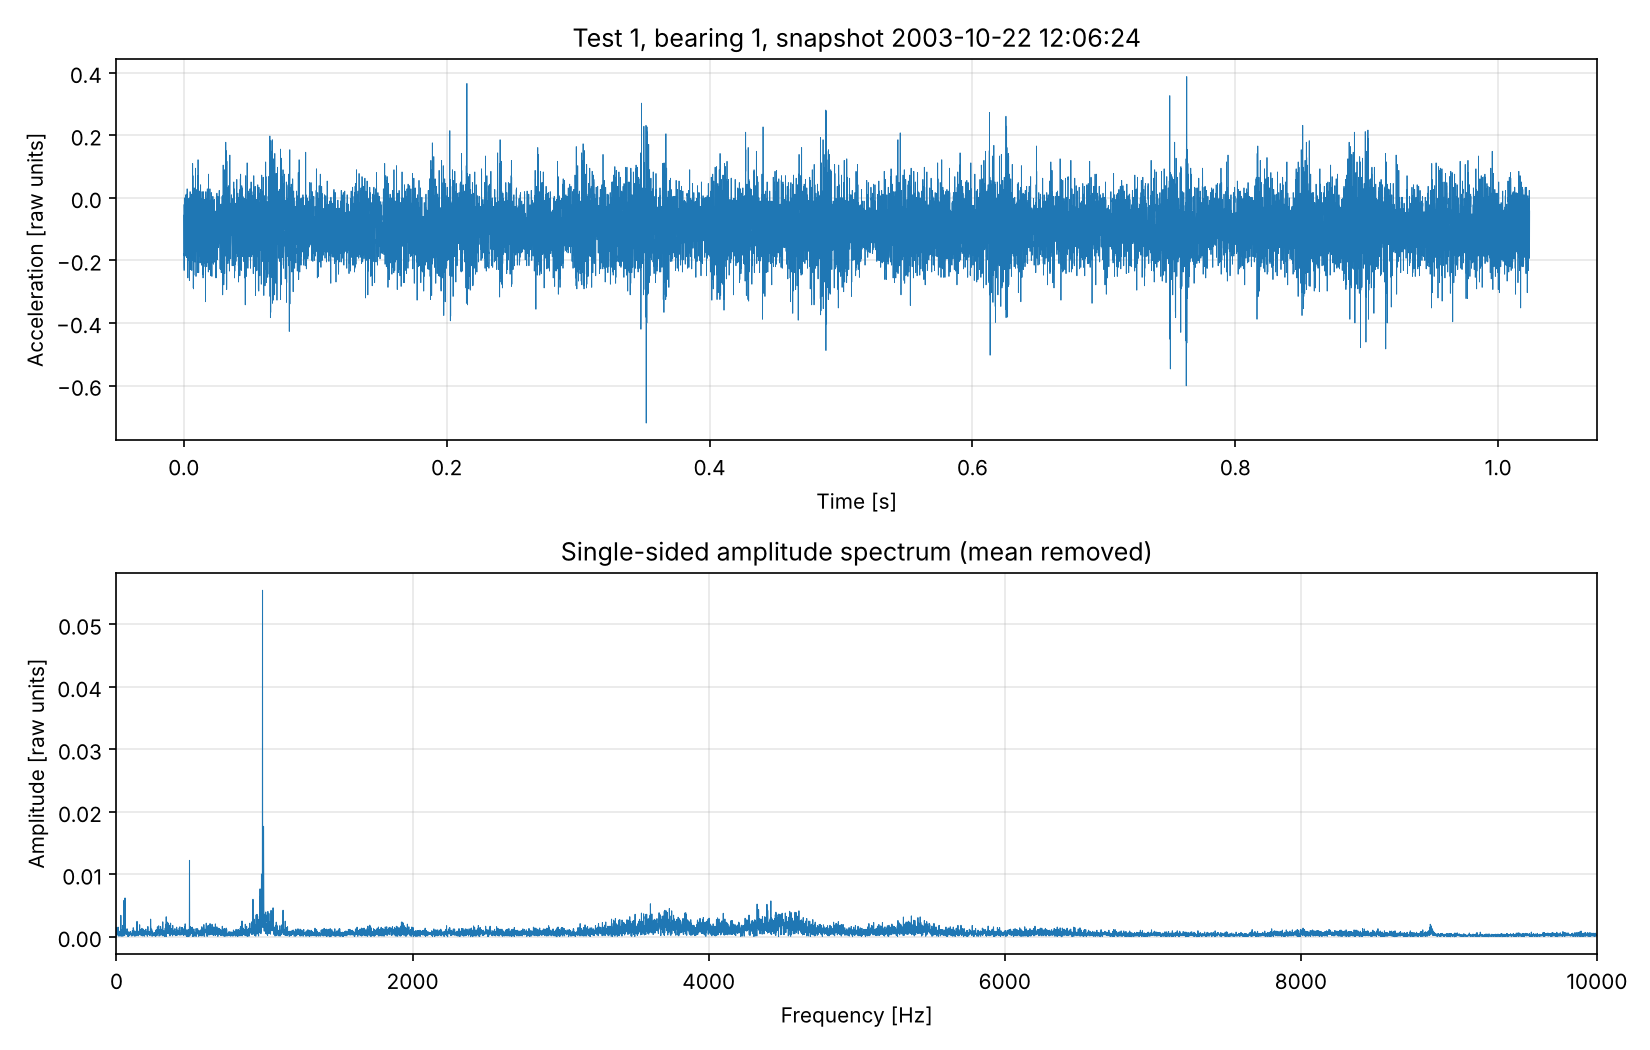 Test 1, bearing 1, snapshot 2003-10-22 12:06:24
Acceleration [raw units]
0.4
0.2
0.0
−0.2
−0.4
−0.6
0.0 0.2 0.4 0.6 0.8 1.0
Time [s]
Single-sided amplitude spectrum (mean removed)
Amplitude [raw units]
0.05
0.04
0.03
0.02
0.01
0.00
0 2000 4000 6000 8000 10000
Frequency [Hz]